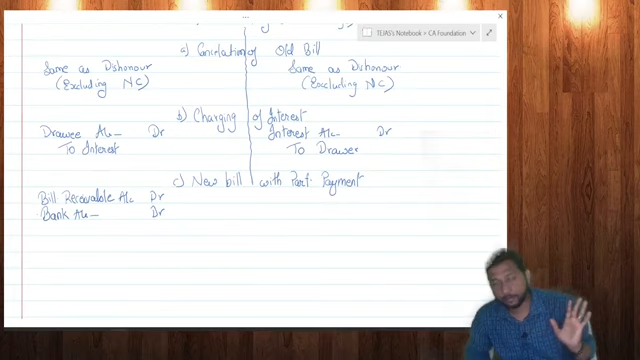 TEJAS's Notebook > CA Foundation
a) Cancelation of Old Bill
Same as Dishonour
(Excluding NC)
Same as Dishonour
(Exccluding NC)
b) Charging of Interest
Drawee A/c Dr
To Interest
Interest A/c Dr
To Drawer
c) New bill with Part-Payment
Bill Receivable A/c Dr
Bank A/c Dr